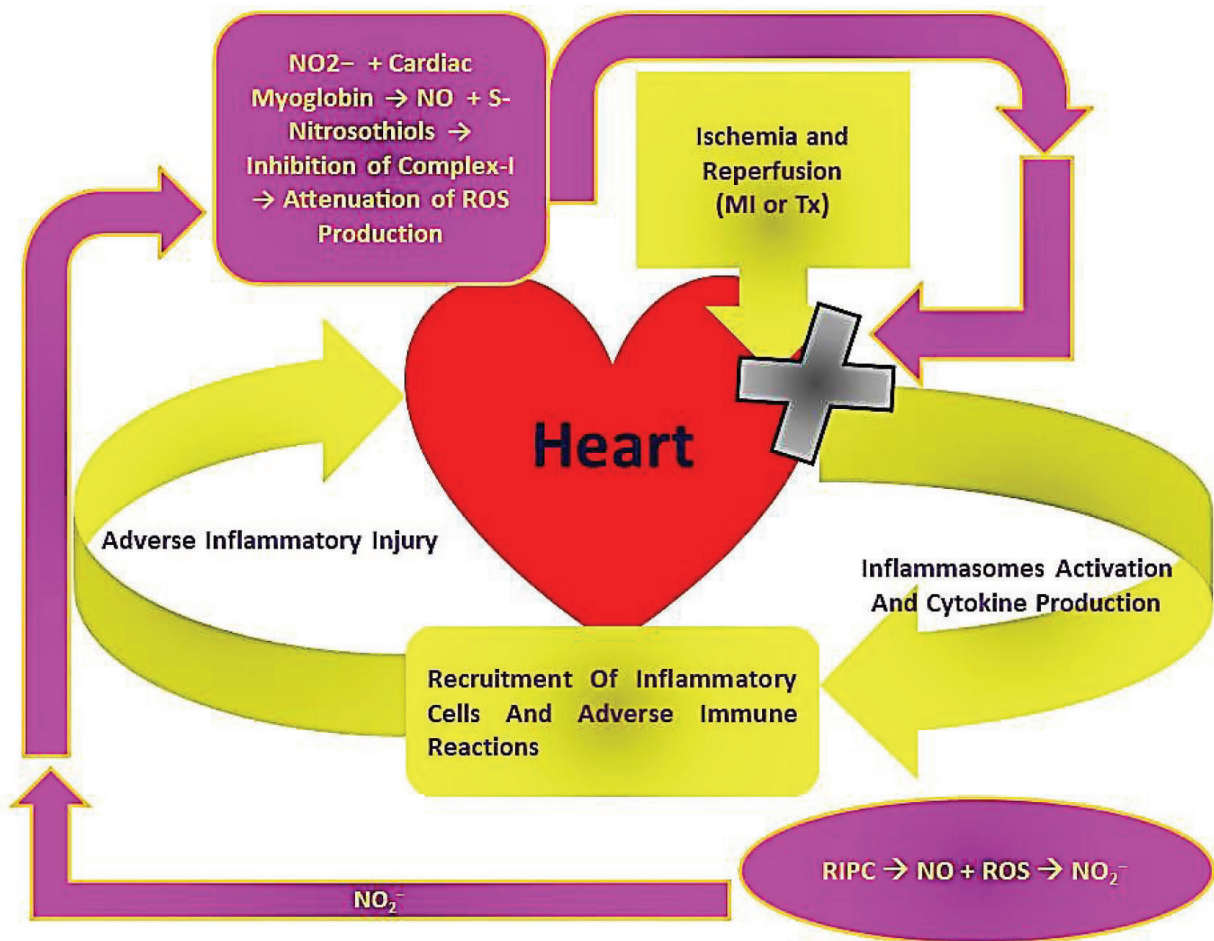 NO2− + Cardiac
Myoglobin → NO + S-
Nitrosothiols →
Inhibition of Complex-I
→ Attenuation of ROS
Production
Ischemia and
Reperfusion
(MI or Tx)
Heart
Adverse Inflammatory Injury
Inflammasomes Activation
And Cytokine Production
Recruitment Of Inflammatory
Cells And Adverse Immune
Reactions
RIPC → NO + ROS → NO₂⁻
NO₂⁻